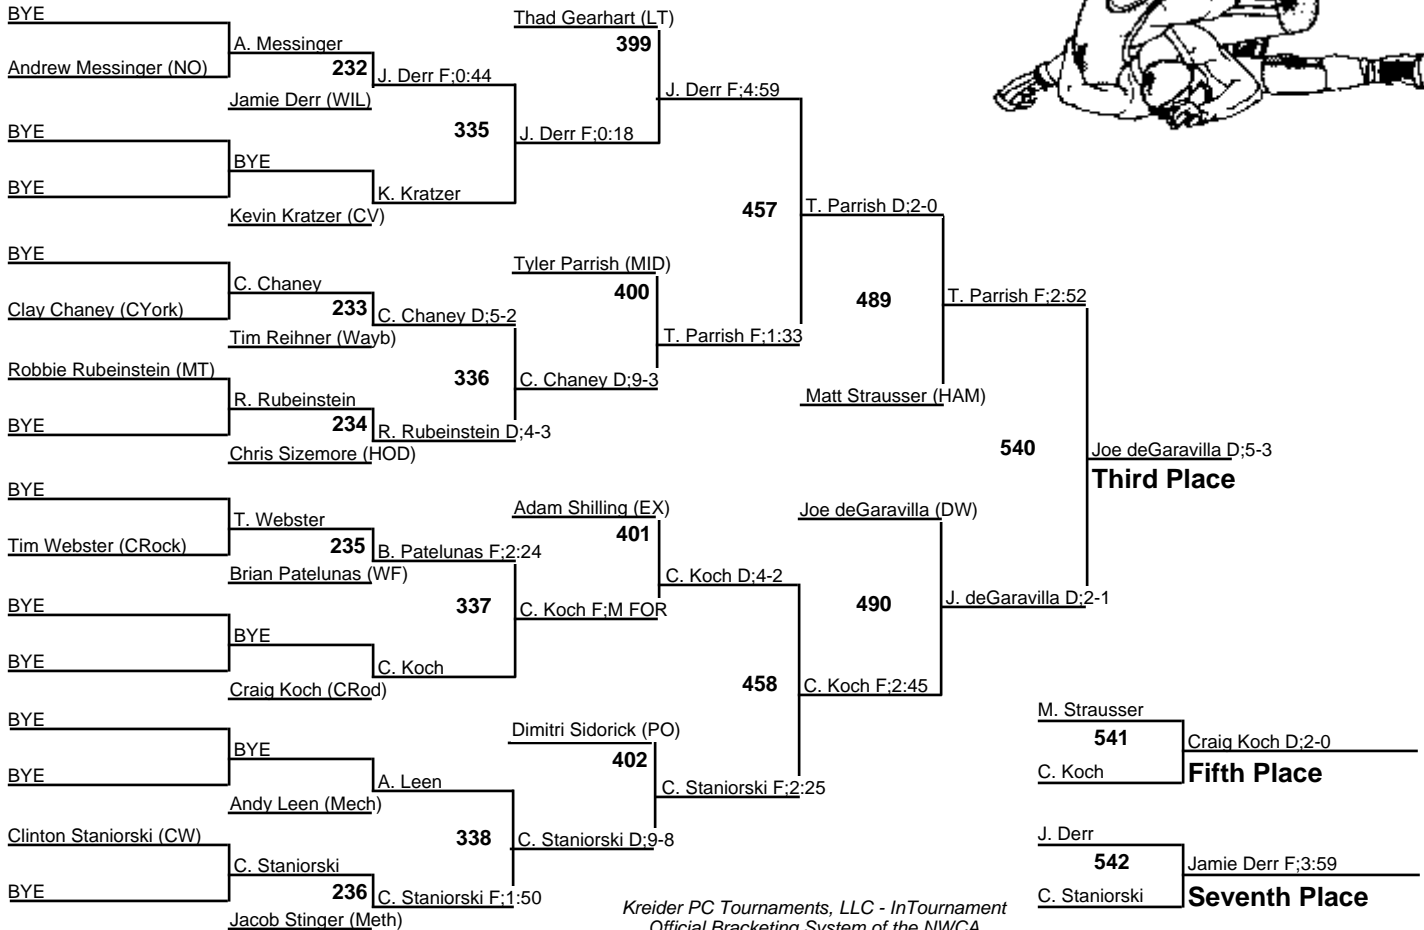 BYE
Thad Gearhart (LT)
A. Messinger
399
Andrew Messinger (NO)
232
J. Derr F;0:44
J. Derr F;4:59
Jamie Derr (WIL)
BYE
335
J. Derr F;0:18
BYE
BYE
K. Kratzer
Kevin Kratzer (CV)
457
T. Parrish D;2-0
BYE
Tyler Parrish (MID)
C. Chaney
400
489
T. Parrish F;2:52
Clay Chaney (CYork)
233
C. Chaney D;5-2
Tim Reihner (Wayb)
T. Parrish F;1:33
Robbie Rubeinstein (MT)
336
C. Chaney D;9-3
R. Rubeinstein
Matt Strausser (HAM)
BYE
234
R. Rubeinstein D;4-3
Chris Sizemore (HOD)
540
Joe deGaravilla D;5-3
Third Place
BYE
Adam Shilling (EX)
Joe deGaravilla (DW)
T. Webster
401
Tim Webster (CRock)
235
B. Patelunas F;2:24
Brian Patelunas (WF)
C. Koch D;4-2
BYE
337
C. Koch F;M FOR
490
J. deGaravilla D;2-1
BYE
BYE
C. Koch
Craig Koch (CRod)
458
C. Koch F;2:45
BYE
Dimitri Sidorick (PO)
M. Strausser
BYE
402
541
Craig Koch D;2-0
BYE
A. Leen
C. Staniorski F;2:25
C. Koch
Fifth Place
Andy Leen (Mech)
Clinton Staniorski (CW)
338
C. Staniorski D;9-8
J. Derr
C. Staniorski
542
Jamie Derr F;3:59
BYE
236
C. Staniorski F;1:50
C. Staniorski
Seventh Place
Jacob Stinger (Meth)
Kreider PC Tournaments, LLC - InTournament
Official Bracketing System of the NWCA